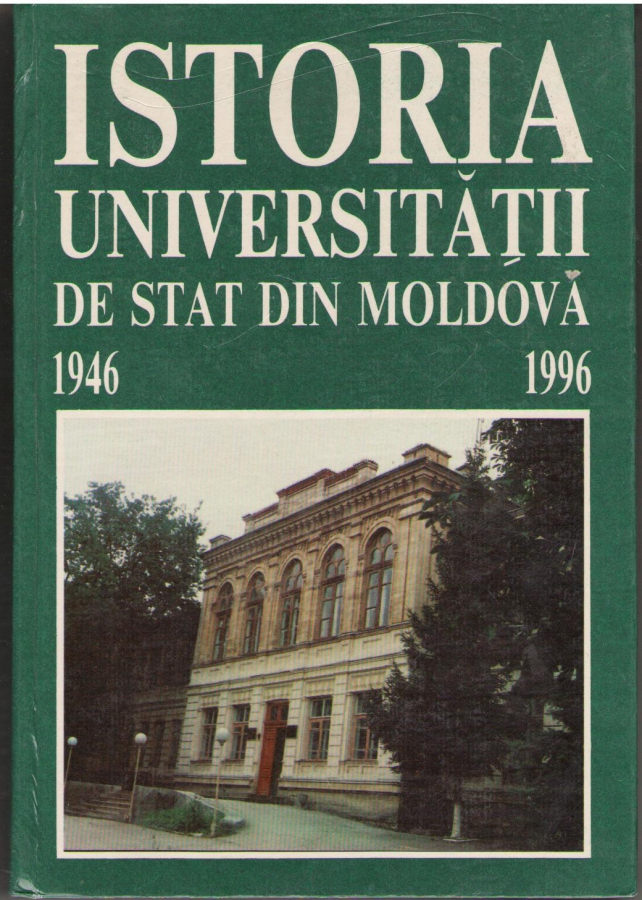 ISTORIA
UNIVERSITĂȚII
DE STAT DIN MOLDOVA
1946 1996